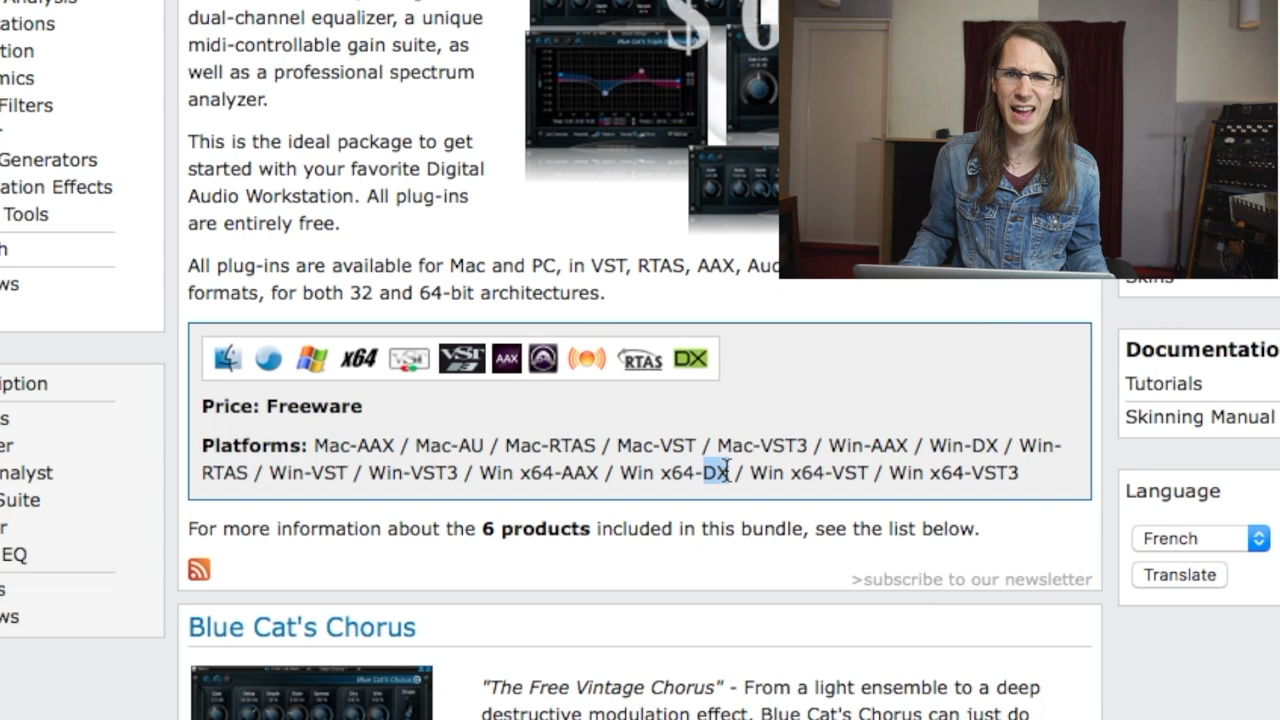 Generators
ation Effects
Tools
Filters
dual-channel equalizer, a unique
midi-controllable gain suite, as
well as a professional spectrum
analyzer.
This is the ideal package to get
started with your favorite Digital
Audio Workstation. All plug-ins
are entirely free.
All plug-ins are available for Mac and PC, in VST, RTAS, AAX,
formats, for both 32 and 64-bit architectures.
x64 VST VST3 AAX RTAS DX
Price: Freeware
Platforms: Mac-AAX / Mac-AU / Mac-RTAS / Mac-VST / Mac-VST3 / Win-AAX / Win-DX / Win-
RTAS / Win-VST / Win-VST3 / Win x64-AAX / Win x64-DX / Win x64-VST / Win x64-VST3
For more information about the 6 products included in this bundle, see the list below.
>subscribe to our newsletter
Blue Cat's Chorus
"The Free Vintage Chorus" - From a light ensemble to a deep
destructive modulation effect, Blue Cat's Chorus can just do
iption
nalyst
Suite
EQ
Skins
Documentatio
Tutorials
Skinning Manual
Language
French
Translate